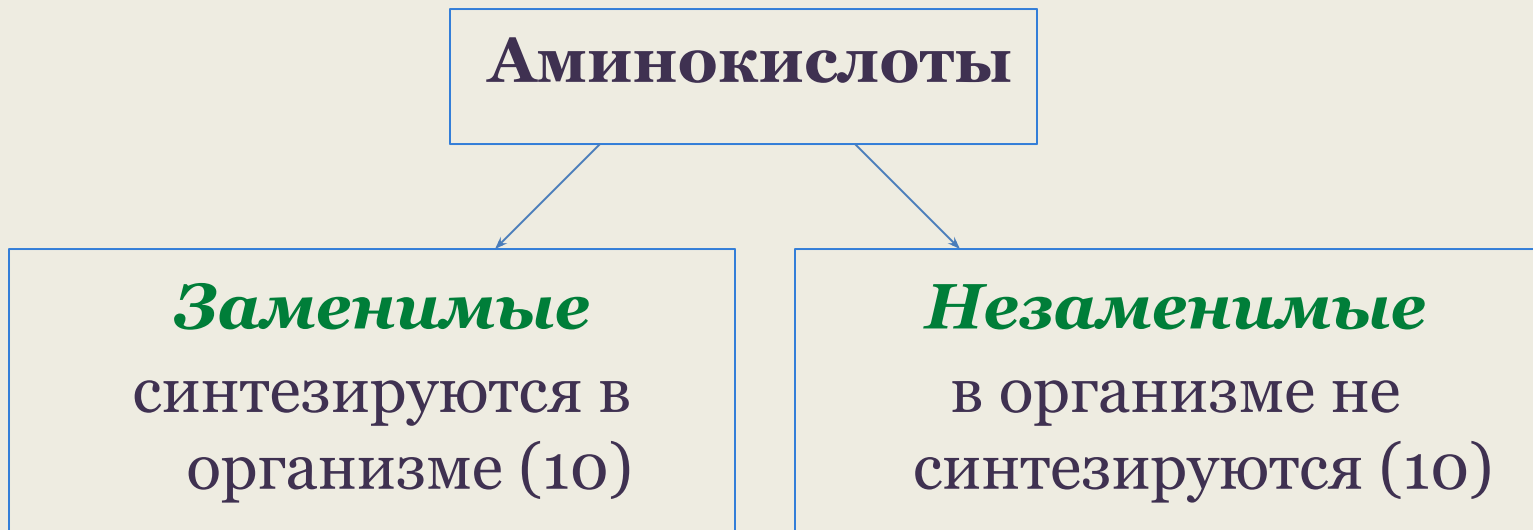 Аминокислоты
Заменимые
синтезируются в
организме (10)
Незаменимые
в организме не
синтезируются (10)